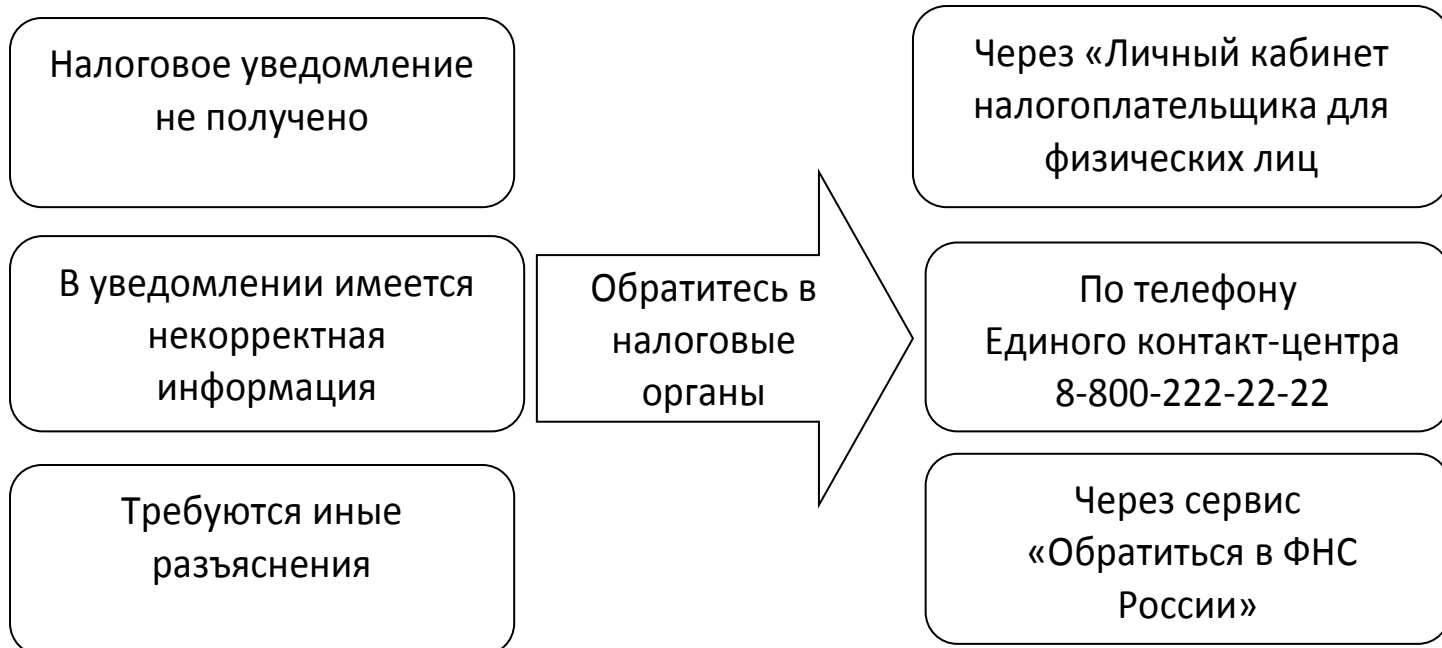 Налоговое уведомление
не получено
В уведомлении имеется
некорректная
информация
Требуются иные
разъяснения
Обратитесь в
налоговые
органы
Через «Личный кабинет
налогоплательщика для
физических лиц
По телефону
Единого контакт-центра
8-800-222-22-22
Через сервис
«Обратиться в ФНС
России»